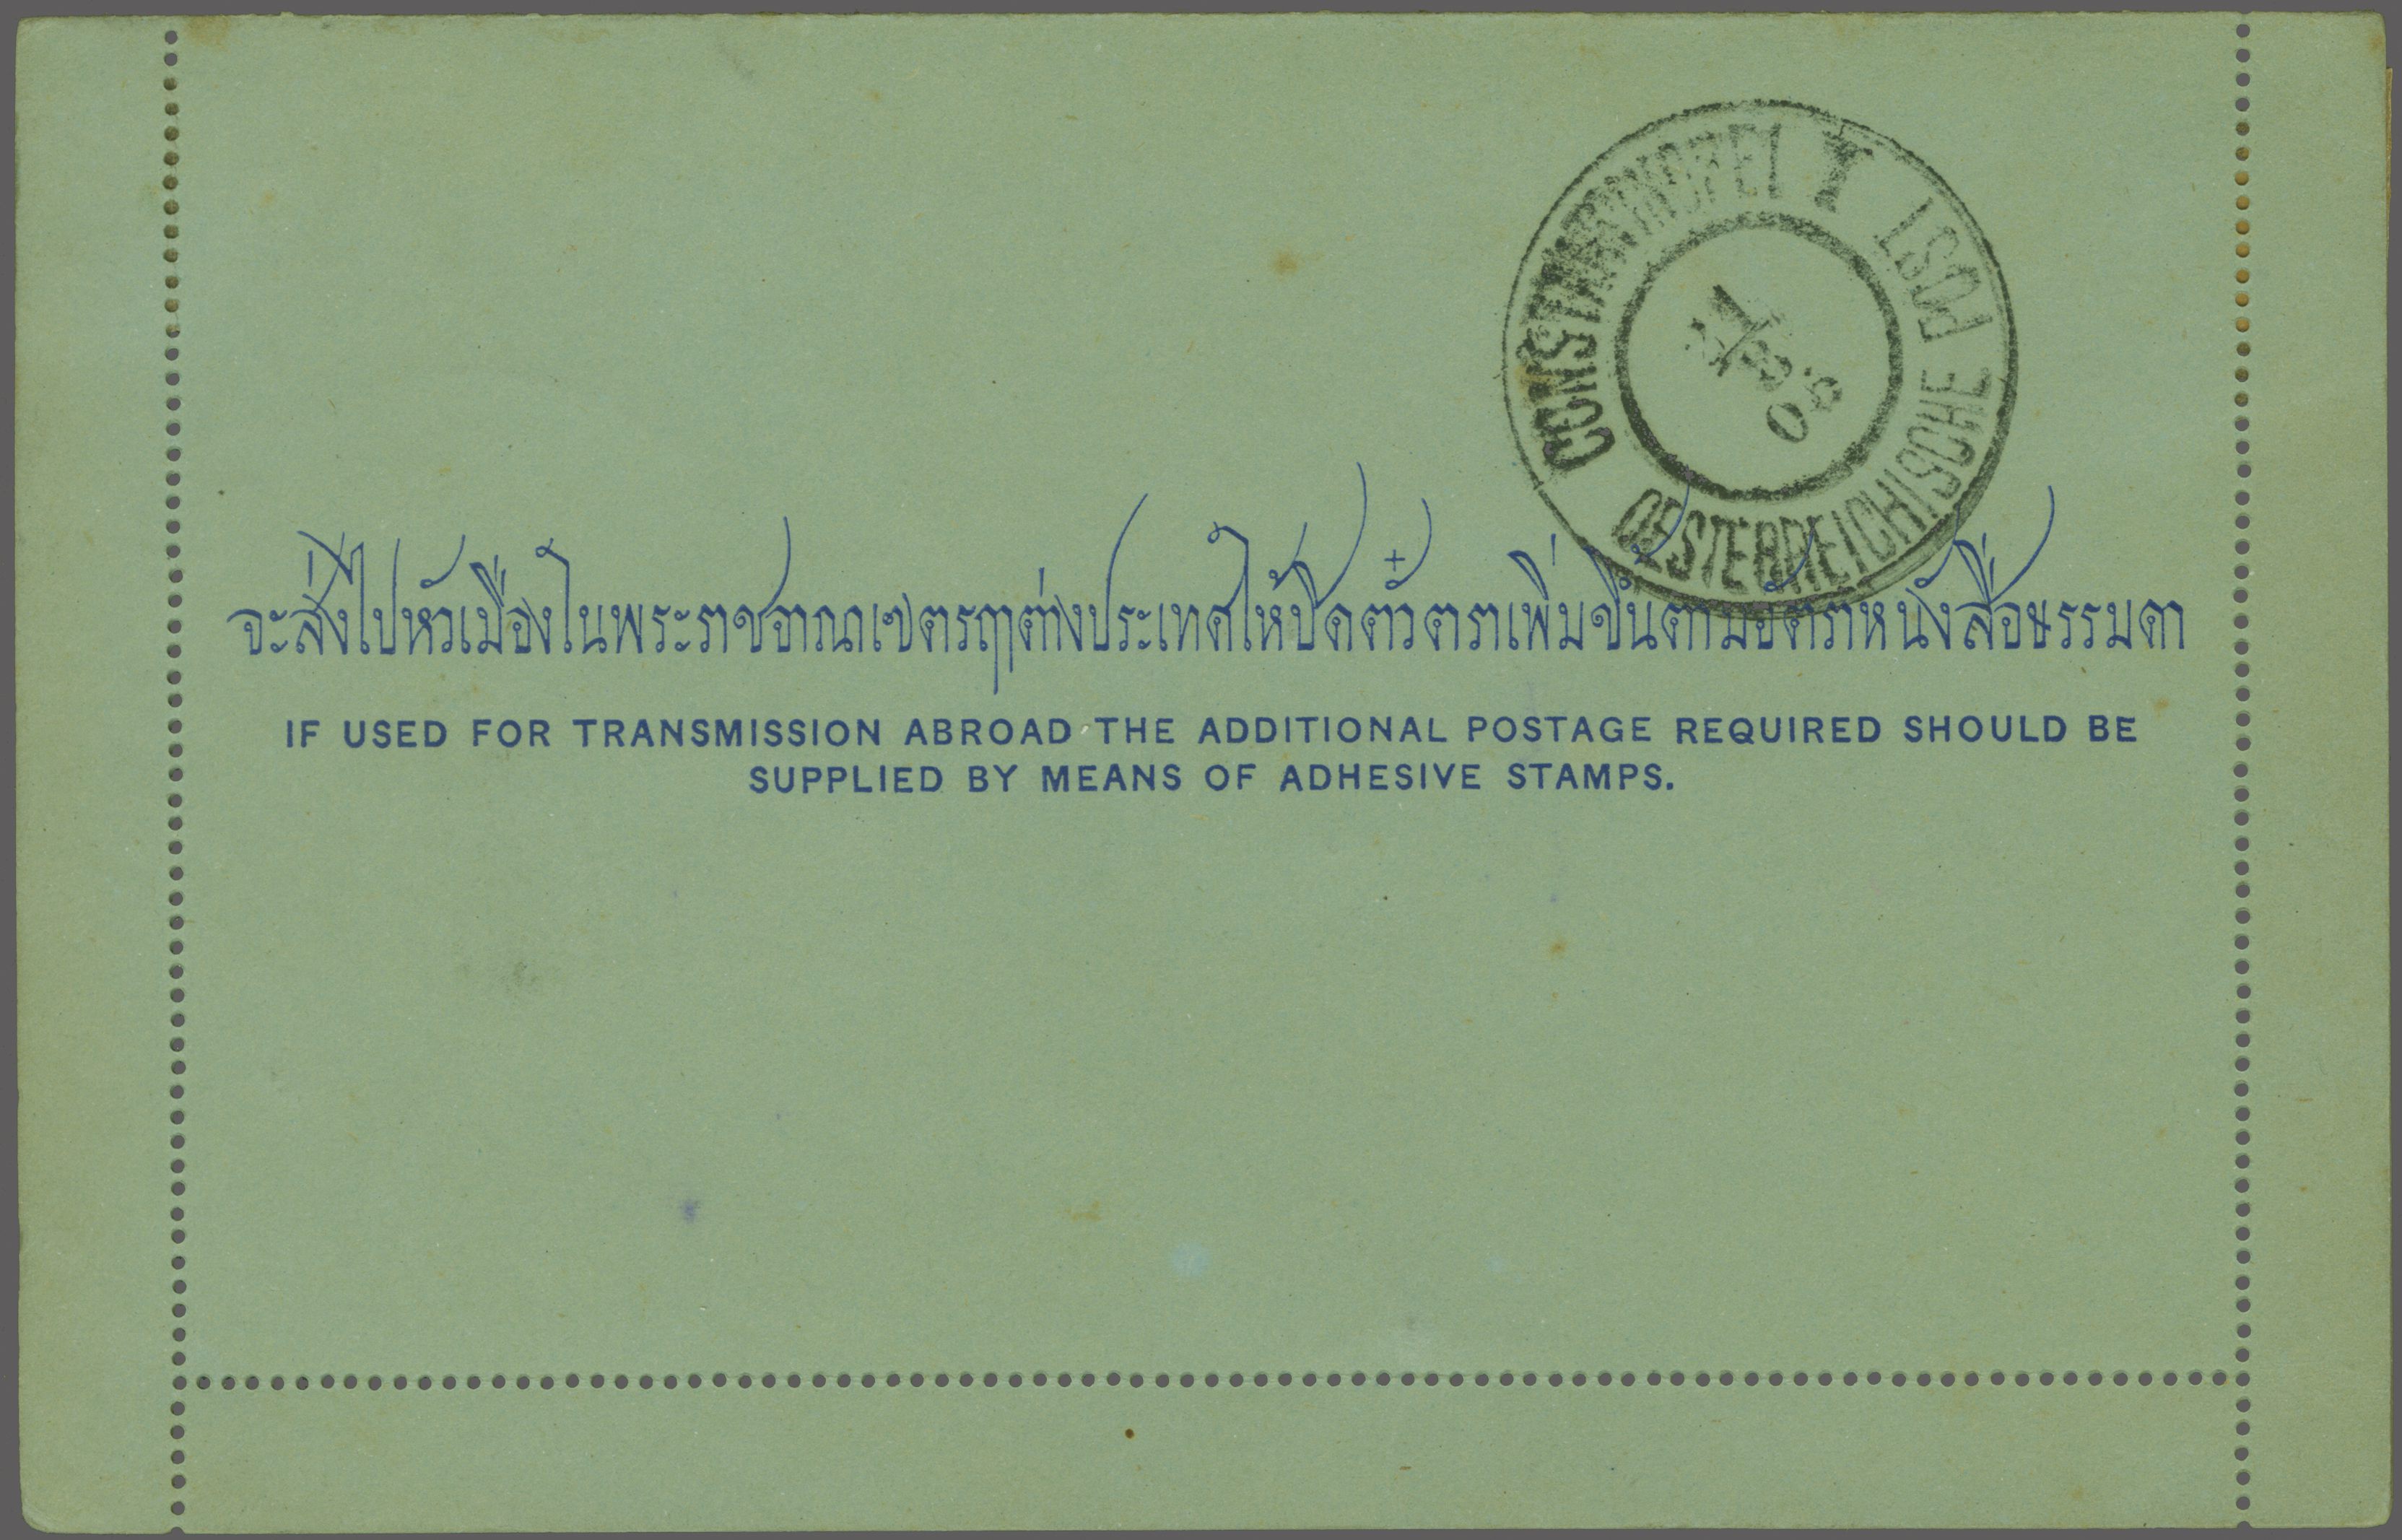 CONSTANTINOPEL I
OESTERREICHISCHE POST
จะส่งไปหัวเมืองในพระราชอาณเขตรฤๅต่างประเทศให้ปิดตั๋วตราเพิ่มขึ้นตามอัตราหนังสือธรรมดา
IF USED FOR TRANSMISSION ABROAD THE ADDITIONAL POSTAGE REQUIRED SHOULD BE
SUPPLIED BY MEANS OF ADHESIVE STAMPS.